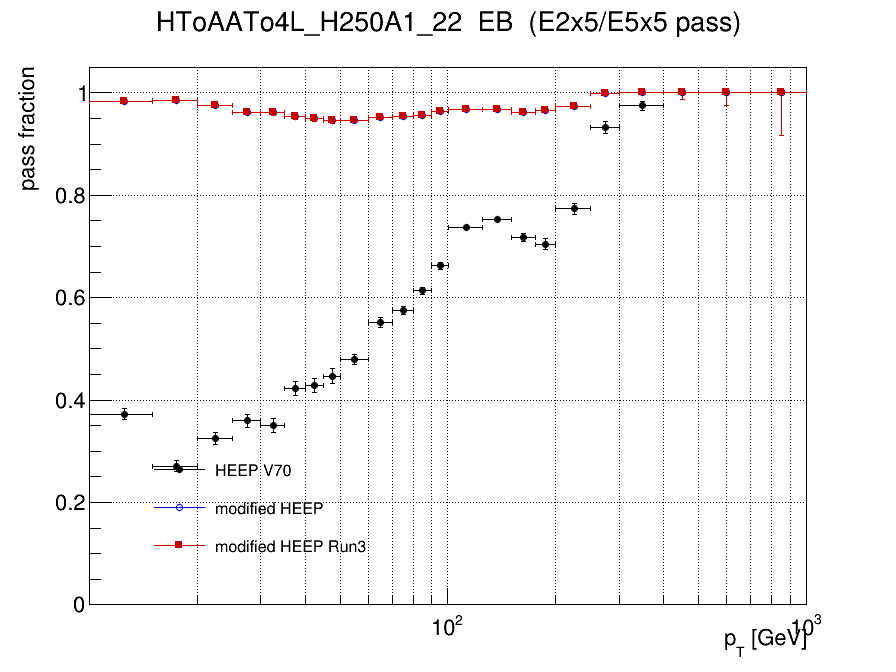 HToAATo4L_H250A1_22 EB (E2x5/E5x5 pass)
pass fraction
1
0.8
0.6
0.4
0.2
0
HEEP V70
modified HEEP
modified HEEP Run3
10²
10³
p_T [GeV]